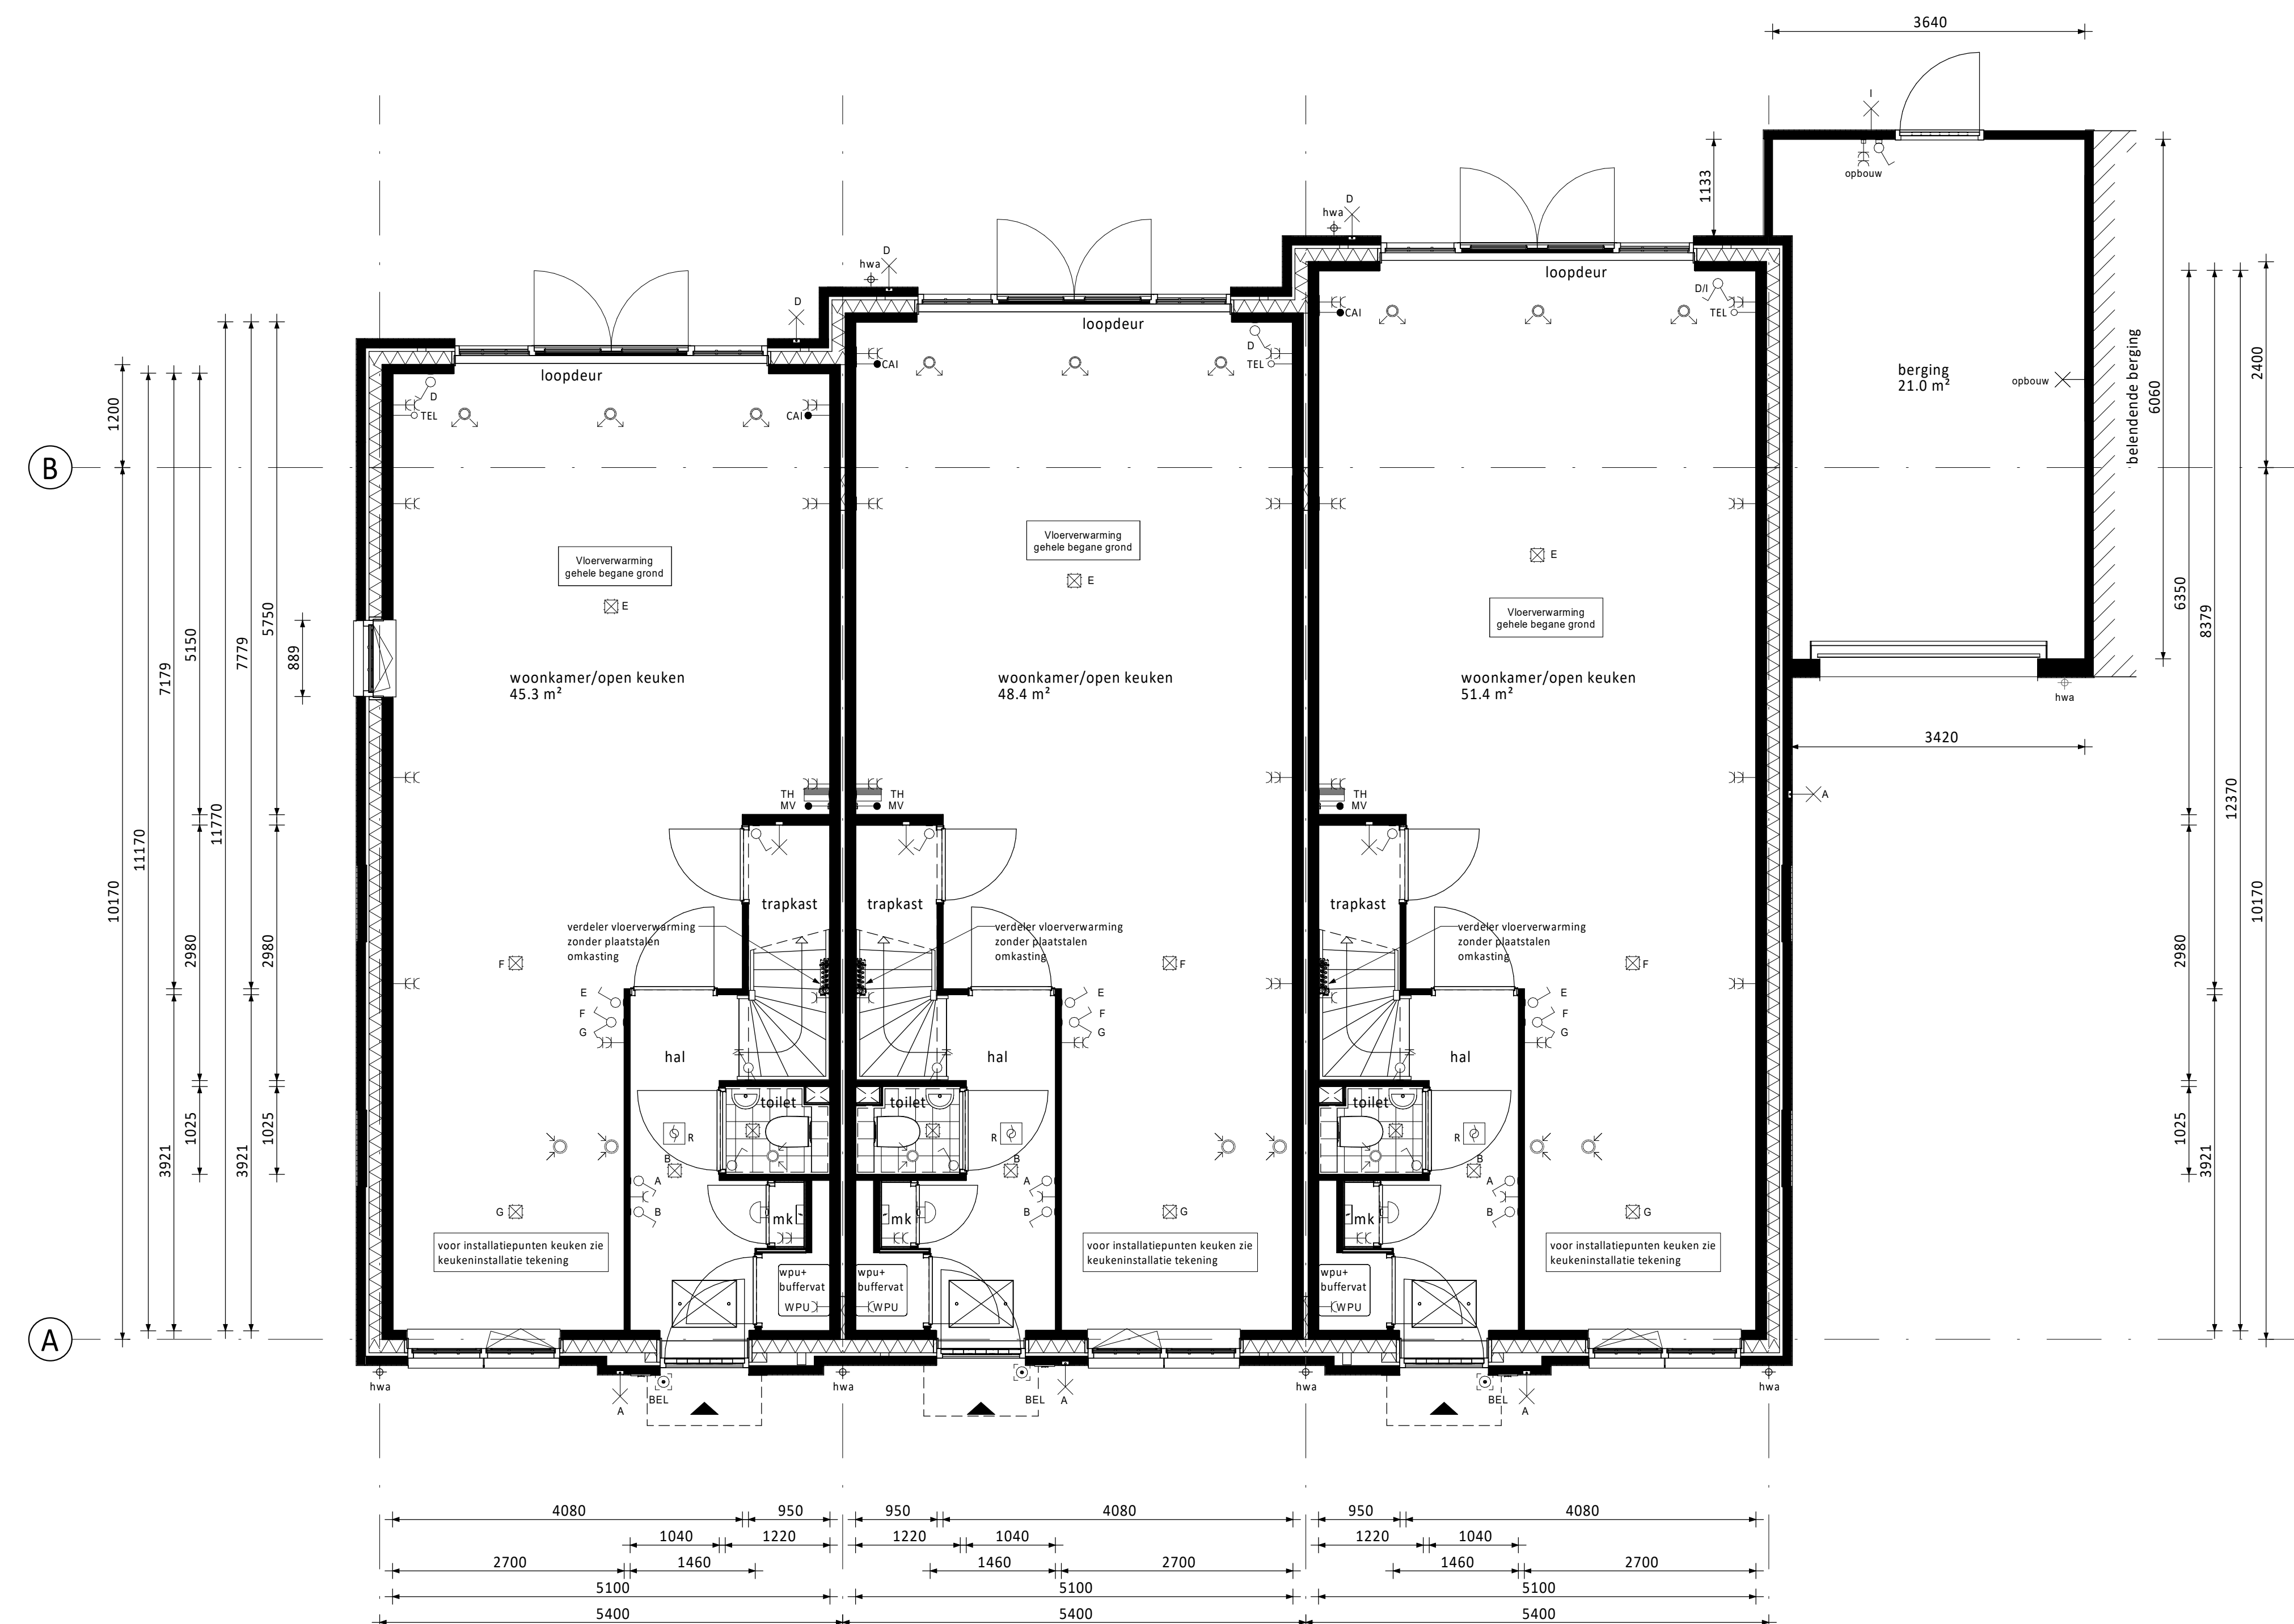 3640
I
opbouw
1133
D
hwa
D
hwa
D
loopdeur
loopdeur
loopdeur
D/I
TEL
CAI
D
TEL
CAI
D
TEL
CAI
berging
21.0 m²
opbouw
belendende berging
6060
2400
1200
B
Vloerverwarming
gehele begane grond
E
Vloerverwarming
gehele begane grond
E
E
Vloerverwarming
gehele begane grond
woonkamer/open keuken
45.3 m²
woonkamer/open keuken
48.4 m²
woonkamer/open keuken
51.4 m²
hwa
3420
10170
11170
7179
3921
5150
2980
1025
11770
7779
3921
5750
2980
1025
889
6350
2980
1025
8379
3921
12370
10170
TH
MV
TH
MV
TH
MV
A
trapkast
trapkast
trapkast
verdeler vloerverwarming
zonder plaatstalen
omkasting
verdeler vloerverwarming
zonder plaatstalen
omkasting
verdeler vloerverwarming
zonder plaatstalen
omkasting
F
F
F
E
F
G
E
F
G
E
F
G
hal
hal
hal
toilet
toilet
toilet
R
R
R
B
B
B
A
B
A
B
A
B
G
G
G
mk
mk
mk
voor installatiepunten keuken zie
keukeninstallatie tekening
voor installatiepunten keuken zie
keukeninstallatie tekening
voor installatiepunten keuken zie
keukeninstallatie tekening
wpu+
buffervat
WPU
wpu+
buffervat
WPU
wpu+
buffervat
WPU
A
hwa
A
BEL
hwa
BEL
A
hwa
BEL
A
hwa
4080
950
950
4080
950
4080
1040
1220
1220
1040
1220
1040
2700
1460
1460
2700
1460
2700
5100
5100
5100
5400
5400
5400